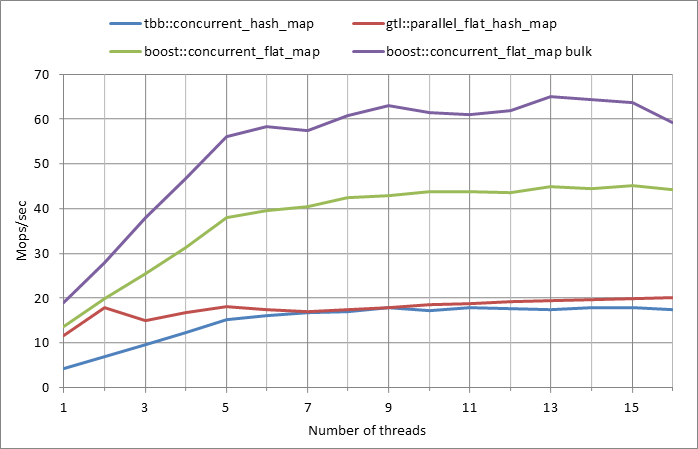 tbb::concurrent_hash_map gtl::parallel_flat_hash_map
boost::concurrent_flat_map boost::concurrent_flat_map bulk
70
60
50
40
30
20
10
0
Mops/sec
1 3 5 7 9 11 13 15
Number of threads